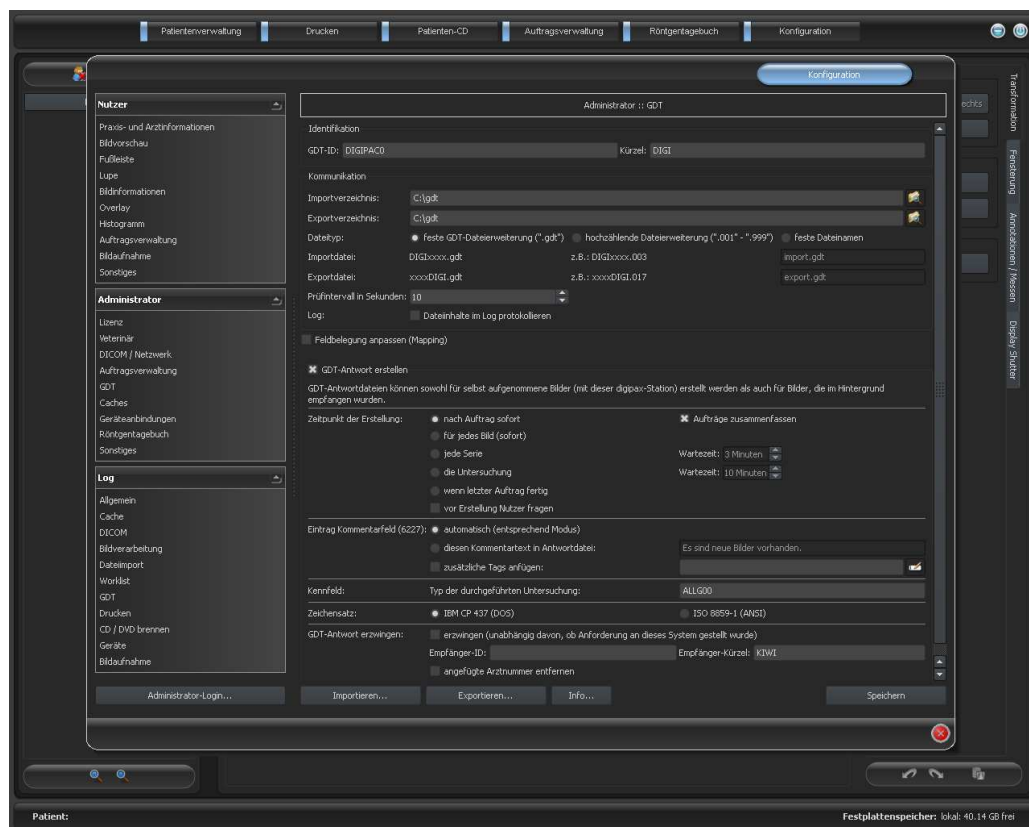 Patientenverwaltung Drucken Patienten-CD Auftragsverwaltung Röntgentagebuch Konfiguration
Konfiguration
Nutzer
Praxis- und Arztinformationen
Bildvorschau
Fußleiste
Lupe
Bildinformationen
Overlay
Histogramm
Auftragsverwaltung
Bildaufnahme
Sonstiges
Administrator
Lizenz
Veterinär
DICOM / Netzwerk
Auftragsverwaltung
GDT
Caches
Geräteanbindungen
Röntgentagebuch
Sonstiges
Log
Allgemein
Cache
DICOM
Bildverarbeitung
Dateiimport
Worklist
GDT
Drucken
CD / DVD brennen
Geräte
Bildaufnahme
Administrator-Login...
Administrator :: GDT
Identifikation
GDT-ID: DIGIPAC0 Kürzel: DIGI
Kommunikation
Importverzeichnis: C:\gdt
Exportverzeichnis: C:\gdt
Dateityp: feste GDT-Dateierweiterung (".gdt") hochzählende Dateierweiterung (".001" - ".999") feste Dateinamen
Importdatei: DIGIxxxx.gdt z.B.: DIGIxxxx.003 import.gdt
Exportdatei: xxxxDIGI.gdt z.B.: xxxxDIGI.017 export.gdt
Prüfintervall in Sekunden: 10
Log: Dateiinhalte im Log protokollieren
Feldbelegung anpassen (Mapping)
GDT-Antwort erstellen
GDT-Antwortdateien können sowohl für selbst aufgenommene Bilder (mit dieser digipax-Station) erstellt werden als auch für Bilder, die im Hintergrund
empfangen wurden.
Zeitpunkt der Erstellung: nach Auftrag sofort Aufträge zusammenfassen
für jedes Bild (sofort)
jede Serie Wartezeit: 3 Minuten
die Untersuchung Wartezeit: 10 Minuten
wenn letzter Auftrag fertig
vor Erstellung Nutzer fragen
Eintrag Kommentarfeld (6227): automatisch (entsprechend Modus)
diesen Kommentartext in Antwortdatei: Es sind neue Bilder vorhanden.
zusätzliche Tags anfügen:
Kennfeld: Typ der durchgeführten Untersuchung: ALLG00
Zeichensatz: IBM CP 437 (DOS) ISO 8859-1 (ANSI)
GDT-Antwort erzwingen: erzwingen (unabhängig davon, ob Anforderung an dieses System gestellt wurde)
Empfänger-ID: Empfänger-Kürzel: KIWI
angefügte Arztnummer entfernen
Importieren... Exportieren... Info... Speichern
echts
Transformation
Fensterung
Annotationen / Messen
Display Shutter
Patient: Festplattenspeicher: lokal: 40.14 GB frei